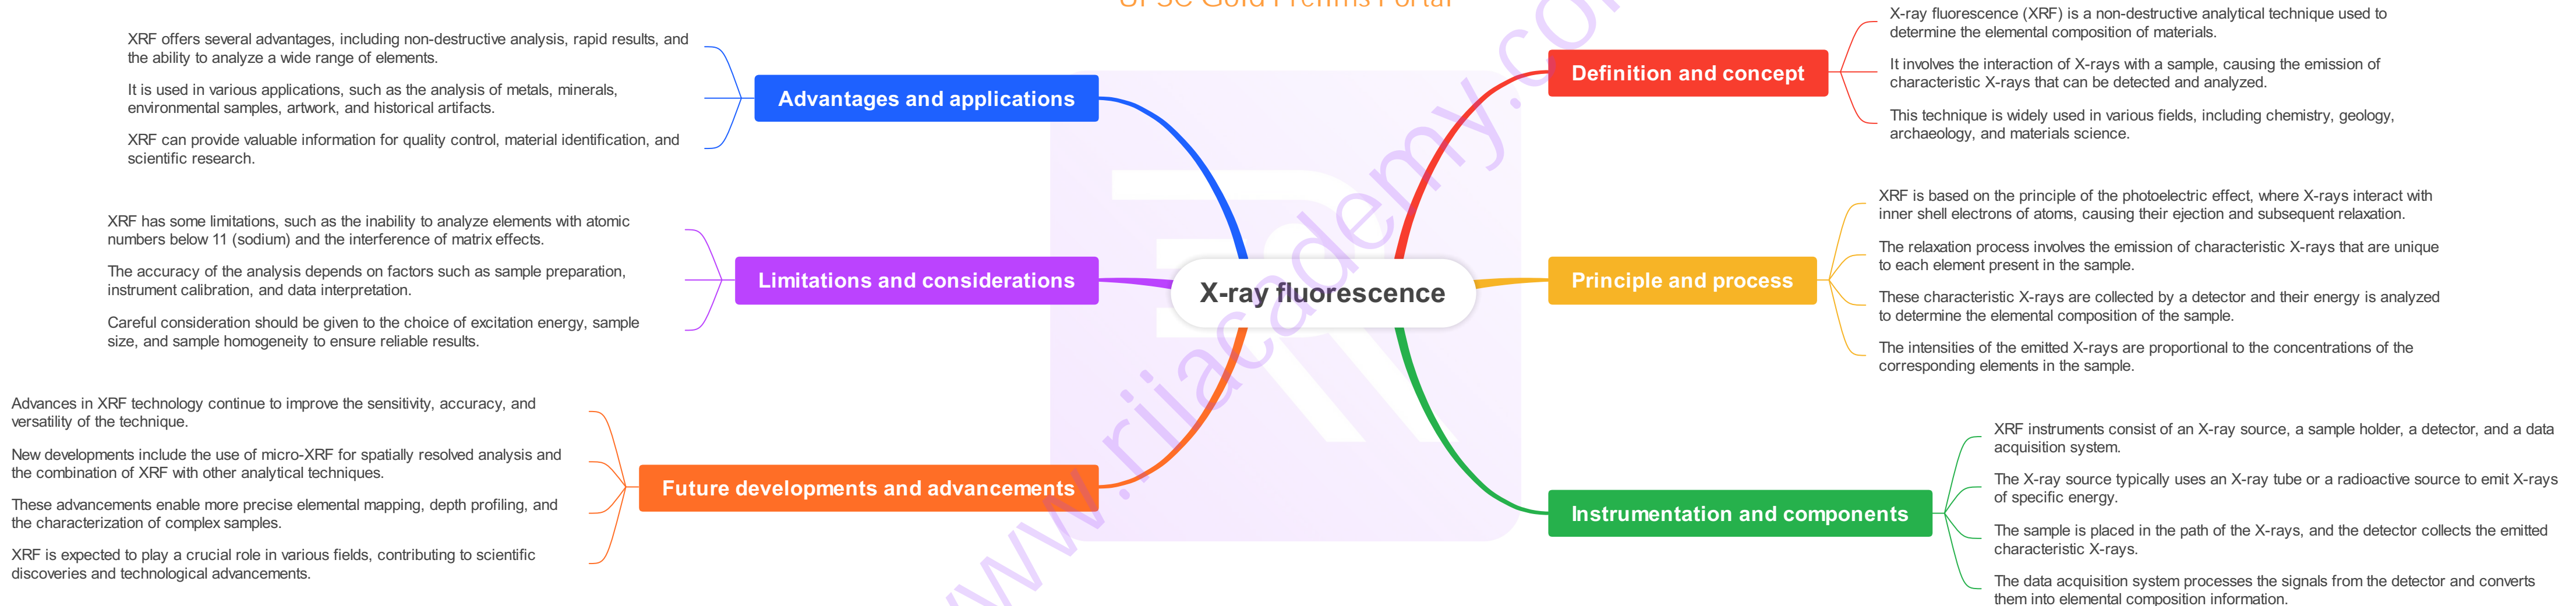 UPSC Gold Prelims Portal
X-ray fluorescence
Definition and concept
X-ray fluorescence (XRF) is a non-destructive analytical technique used to
determine the elemental composition of materials.
It involves the interaction of X-rays with a sample, causing the emission of
characteristic X-rays that can be detected and analyzed.
This technique is widely used in various fields, including chemistry, geology,
archaeology, and materials science.
Principle and process
XRF is based on the principle of the photoelectric effect, where X-rays interact with
inner shell electrons of atoms, causing their ejection and subsequent relaxation.
The relaxation process involves the emission of characteristic X-rays that are unique
to each element present in the sample.
These characteristic X-rays are collected by a detector and their energy is analyzed
to determine the elemental composition of the sample.
The intensities of the emitted X-rays are proportional to the concentrations of the
corresponding elements in the sample.
Instrumentation and components
XRF instruments consist of an X-ray source, a sample holder, a detector, and a data
acquisition system.
The X-ray source typically uses an X-ray tube or a radioactive source to emit X-rays
of specific energy.
The sample is placed in the path of the X-rays, and the detector collects the emitted
characteristic X-rays.
The data acquisition system processes the signals from the detector and converts
them into elemental composition information.
Advantages and applications
XRF offers several advantages, including non-destructive analysis, rapid results, and
the ability to analyze a wide range of elements.
It is used in various applications, such as the analysis of metals, minerals,
environmental samples, artwork, and historical artifacts.
XRF can provide valuable information for quality control, material identification, and
scientific research.
Limitations and considerations
XRF has some limitations, such as the inability to analyze elements with atomic
numbers below 11 (sodium) and the interference of matrix effects.
The accuracy of the analysis depends on factors such as sample preparation,
instrument calibration, and data interpretation.
Careful consideration should be given to the choice of excitation energy, sample
size, and sample homogeneity to ensure reliable results.
Future developments and advancements
Advances in XRF technology continue to improve the sensitivity, accuracy, and
versatility of the technique.
New developments include the use of micro-XRF for spatially resolved analysis and
the combination of XRF with other analytical techniques.
These advancements enable more precise elemental mapping, depth profiling, and
the characterization of complex samples.
XRF is expected to play a crucial role in various fields, contributing to scientific
discoveries and technological advancements.